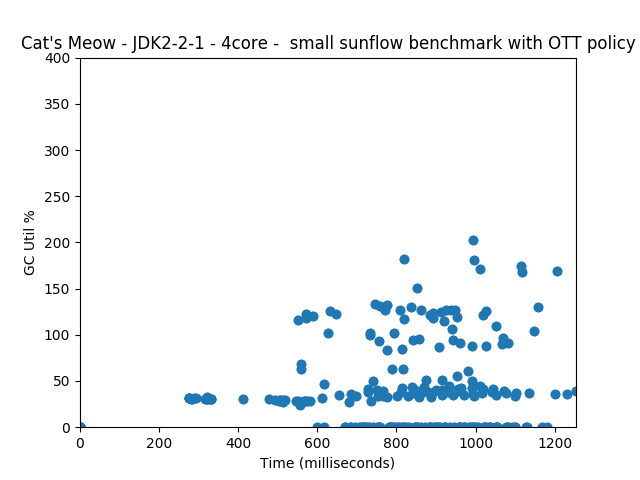 Cat's Meow - JDK2-2-1 - 4core -  small sunflow benchmark with OTT policy
400
350
300
250
200
150
100
50
0
GC Util %
0 200 400 600 800 1000 1200
Time (milliseconds)